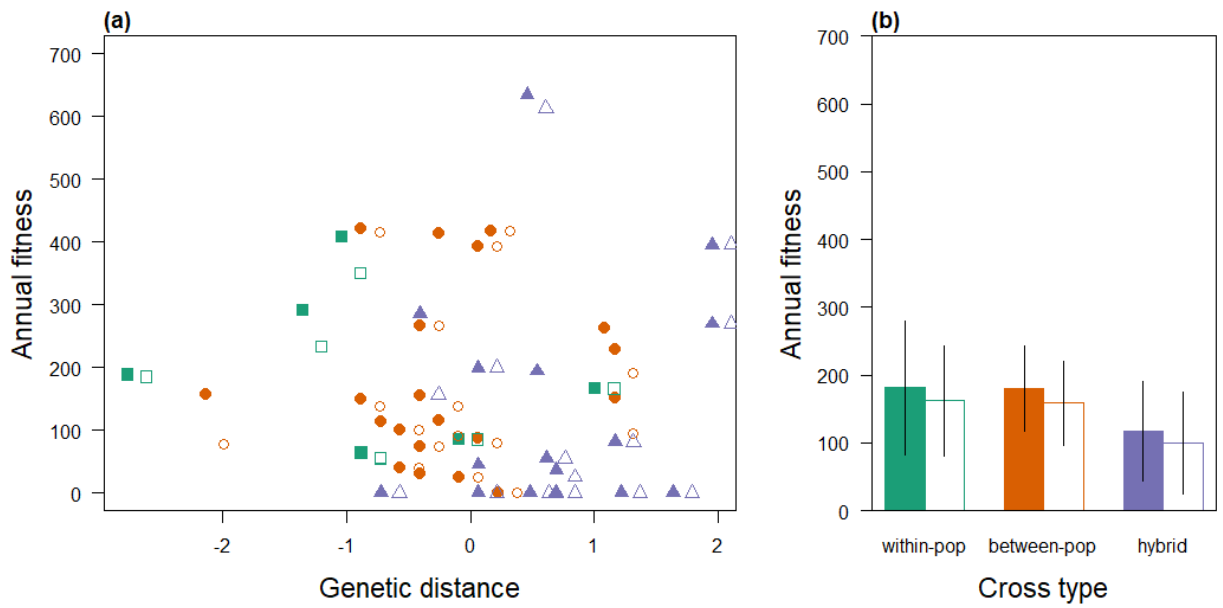 (a)
Annual fitness
700
600
500
400
300
200
100
0
-2 -1 0 1 2
Genetic distance
(b)
Annual fitness
700
600
500
400
300
200
100
0
within-pop between-pop hybrid
Cross type